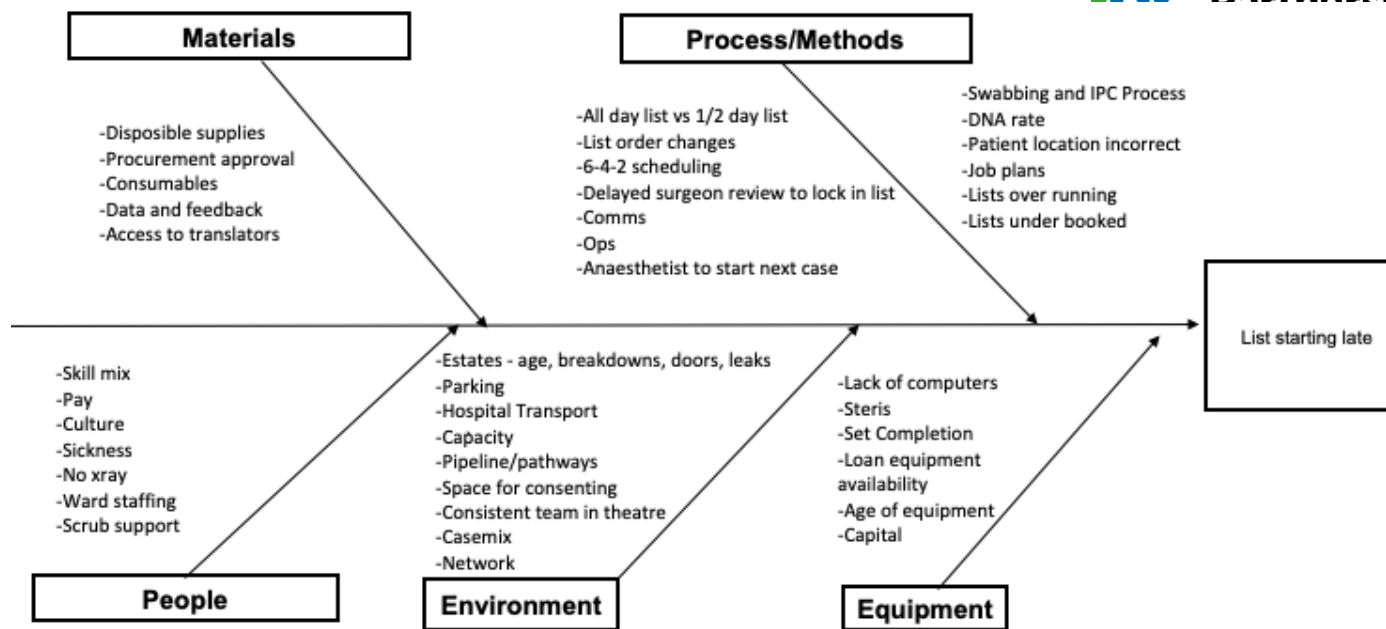 Materials
Process/Methods
-Disposible supplies
-Procurement approval
-Consumables
-Data and feedback
-Access to translators
-All day list vs 1/2 day list
-List order changes
-6-4-2 scheduling
-Delayed surgeon review to lock in list
-Comms
-Ops
-Anaesthetist to start next case
-Swabbing and IPC Process
-DNA rate
-Patient location incorrect
-Job plans
-Lists over running
-Lists under booked
List starting late
-Skill mix
-Pay
-Culture
-Sickness
-No xray
-Ward staffing
-Scrub support
-Estates - age, breakdowns, doors, leaks
-Parking
-Hospital Transport
-Capacity
-Pipeline/pathways
-Space for consenting
-Consistent team in theatre
-Casemix
-Network
-Lack of computers
-Steris
-Set Completion
-Loan equipment
availability
-Age of equipment
-Capital
People
Environment
Equipment